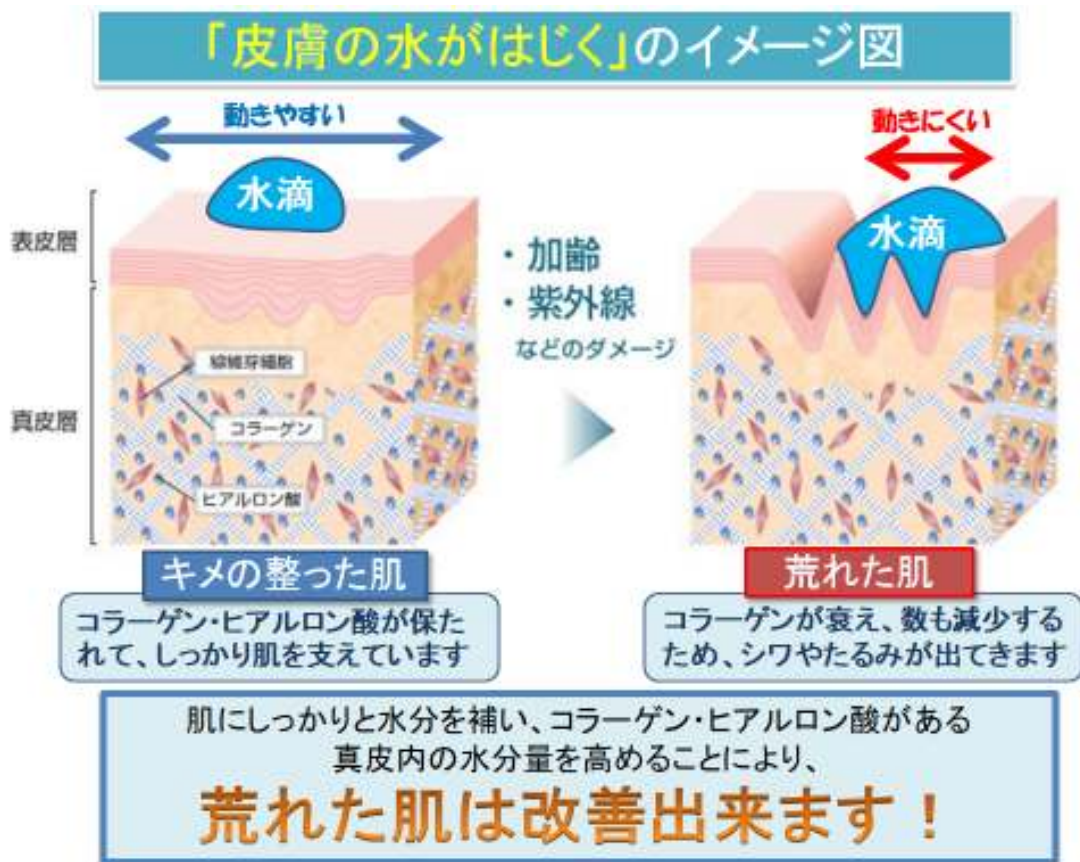 「皮膚の水がはじく」のイメージ図
動きやすい
水滴
表皮層
真皮層
線維芽細胞
コラーゲン
ヒアルロン酸
・加齢
・紫外線
などのダメージ
動きにくい
水滴
キメの整った肌
コラーゲン・ヒアルロン酸が保た
れて、しっかり肌を支えています
荒れた肌
コラーゲンが衰え、数も減少する
ため、シワやたるみが出てきます
肌にしっかりと水分を補い、コラーゲン・ヒアルロン酸がある
真皮内の水分量を高めることにより、
荒れた肌は改善出来ます！